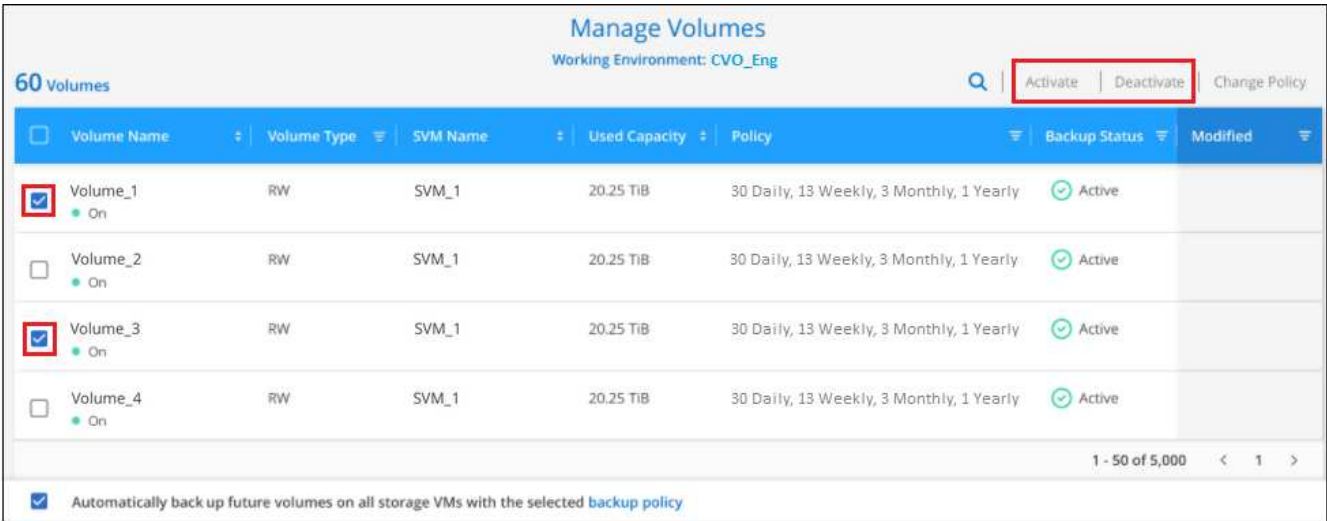 Manage Volumes
Working Environment: CVO_Eng
60 Volumes
Activate Deactivate Change Policy
Volume Name Volume Type SVM Name Used Capacity Policy Backup Status Modified
Volume_1 RW SVM_1 20.25 TiB 30 Daily, 13 Weekly, 3 Monthly, 1 Yearly Active
On
Volume_2 RW SVM_1 20.25 TiB 30 Daily, 13 Weekly, 3 Monthly, 1 Yearly Active
On
Volume_3 RW SVM_1 20.25 TiB 30 Daily, 13 Weekly, 3 Monthly, 1 Yearly Active
On
Volume_4 RW SVM_1 20.25 TiB 30 Daily, 13 Weekly, 3 Monthly, 1 Yearly Active
On
1 - 50 of 5,000 < 1 >
Automatically back up future volumes on all storage VMs with the selected backup policy